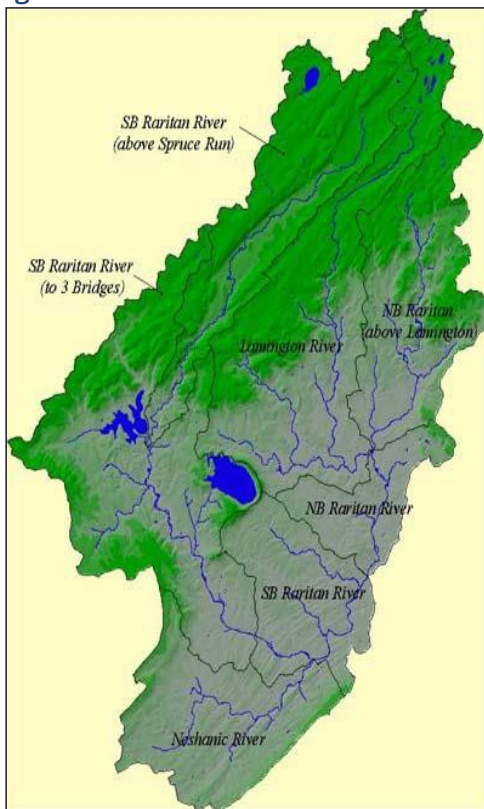 SB Raritan River
(above Spruce Run)
SB Raritan River
(to 3 Bridges)
NB Raritan
(above Lamington)
Lamington River
NB Raritan River
SB Raritan River
Neshanic River